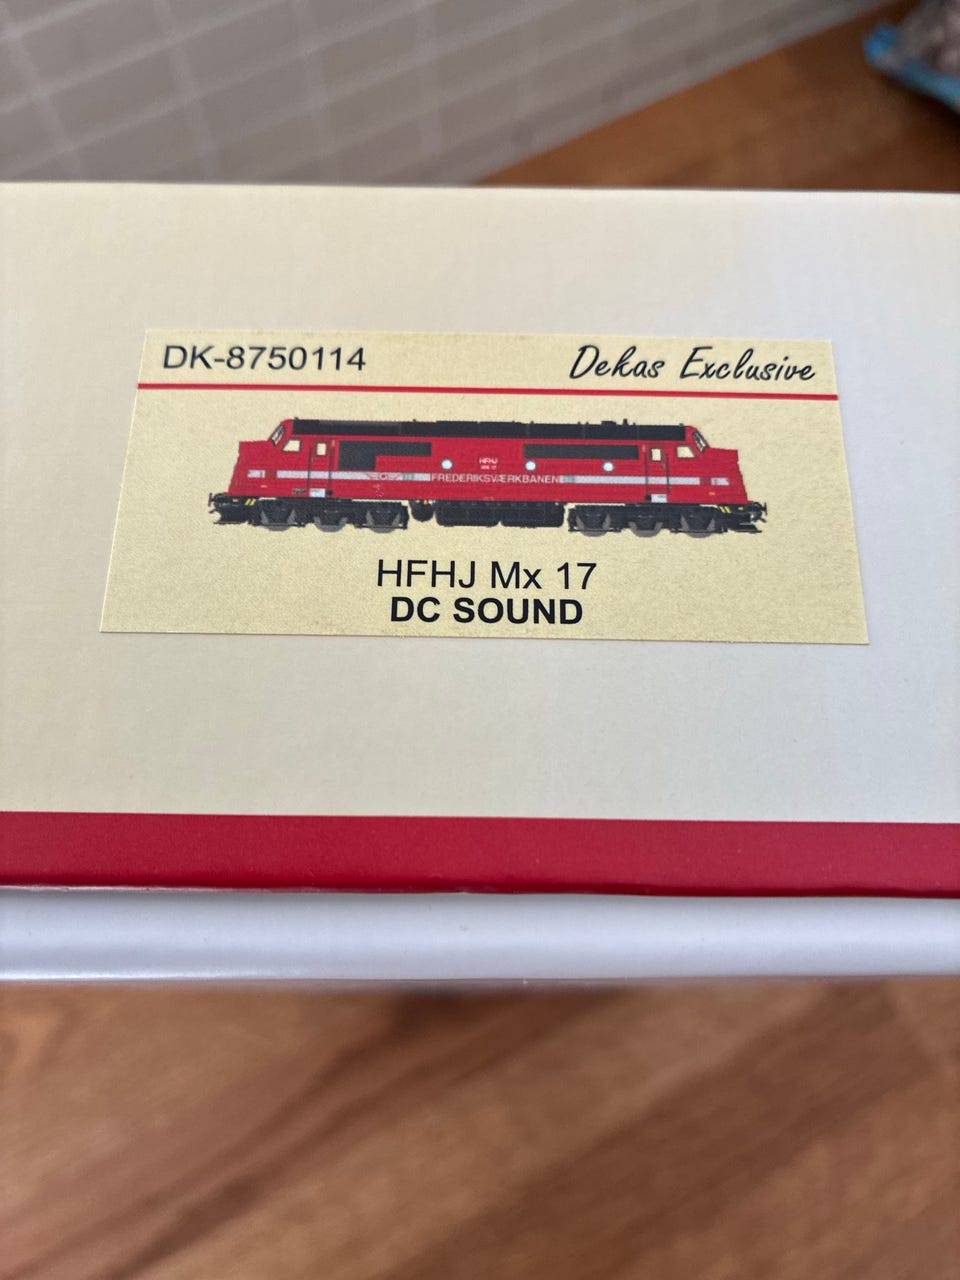 DK-8750114
Dekas Exclusive
HFHJ
FREDERIKSVÆRKBANEN
HFHJ Mx 17
DC SOUND